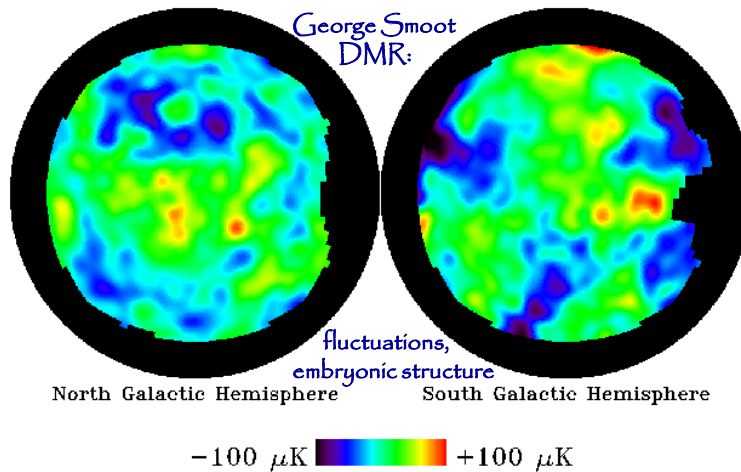 George Smoot
DMR:
fluctuations,
embryonic structure
North Galactic Hemisphere
South Galactic Hemisphere
−100 μK
+100 μK